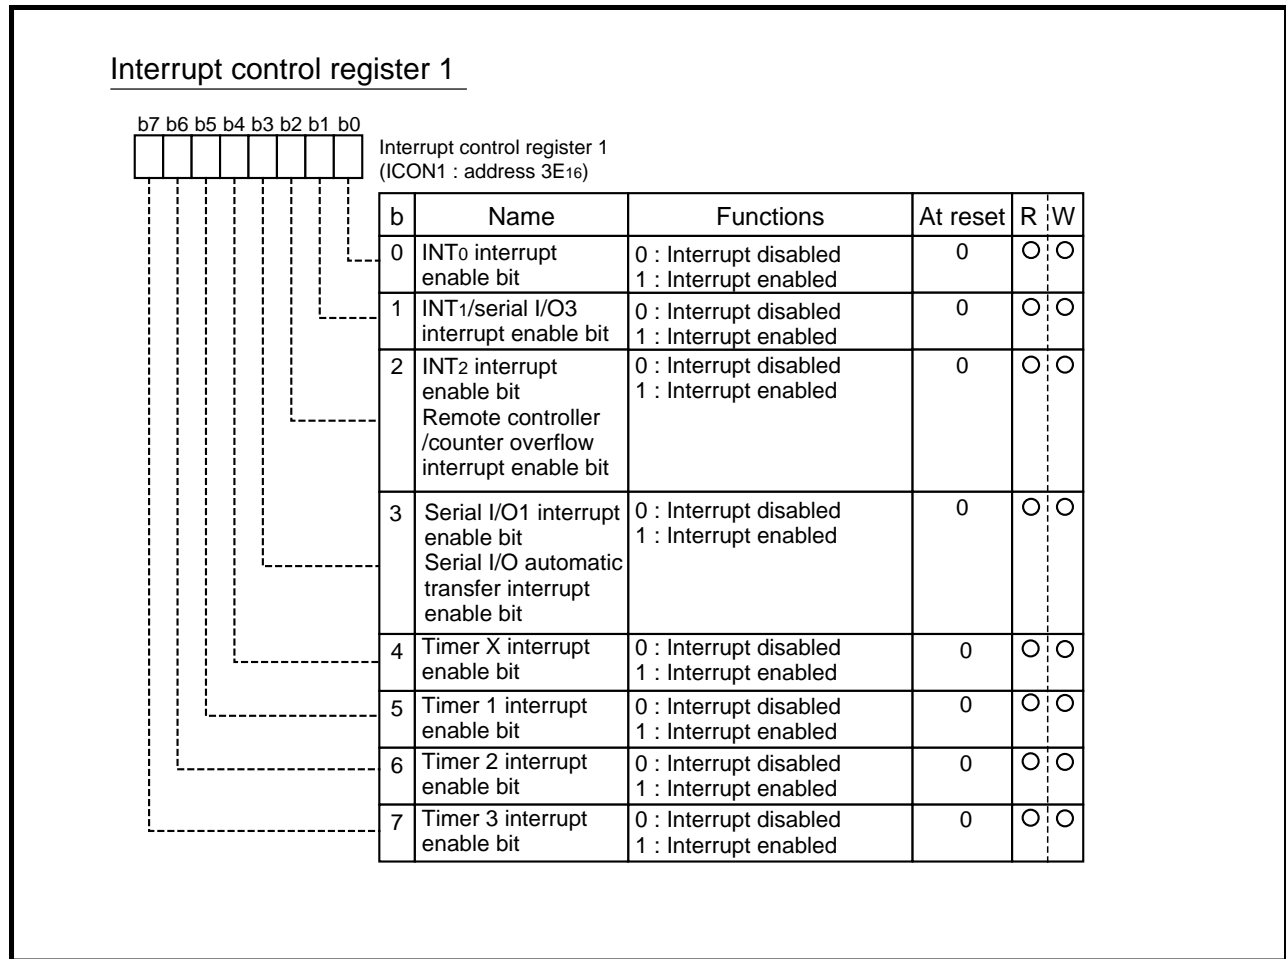 Interrupt control register 1
b7 b6 b5 b4 b3 b2 b1 b0
Interrupt control register 1
(ICON1 : address 3E16)
b Name Functions At reset R W
0 INT0 interrupt enable bit 0 : Interrupt disabled 0
1 : Interrupt enabled
1 INT1/serial I/O3 0 : Interrupt disabled 0
interrupt enable bit 1 : Interrupt enabled
2 INT2 interrupt 0 : Interrupt disabled 0
enable bit 1 : Interrupt enabled
Remote controller
/counter overflow
interrupt enable bit
3 Serial I/O1 interrupt 0 : Interrupt disabled 0
enable bit 1 : Interrupt enabled
Serial I/O automatic
transfer interrupt
enable bit
4 Timer X interrupt 0 : Interrupt disabled 0
enable bit 1 : Interrupt enabled
5 Timer 1 interrupt 0 : Interrupt disabled 0
enable bit 1 : Interrupt enabled
6 Timer 2 interrupt 0 : Interrupt disabled 0
enable bit 1 : Interrupt enabled
7 Timer 3 interrupt 0 : Interrupt disabled 0
enable bit 1 : Interrupt enabled